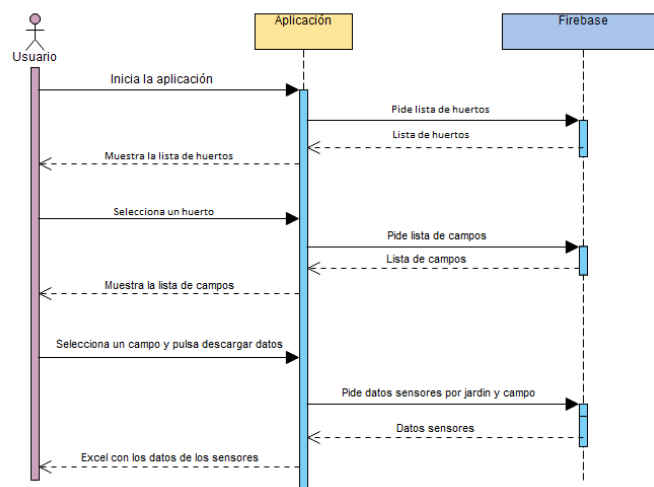 Aplicación
Firebase
Usuario
Inicia la aplicación
Pide lista de huertos
Lista de huertos
Muestra la lista de huertos
Selecciona un huerto
Pide lista de campos
Lista de campos
Muestra la lista de campos
Selecciona un campo y pulsa descargar datos
Pide datos sensores por jardin y campo
Datos sensores
Excel con los datos de los sensores